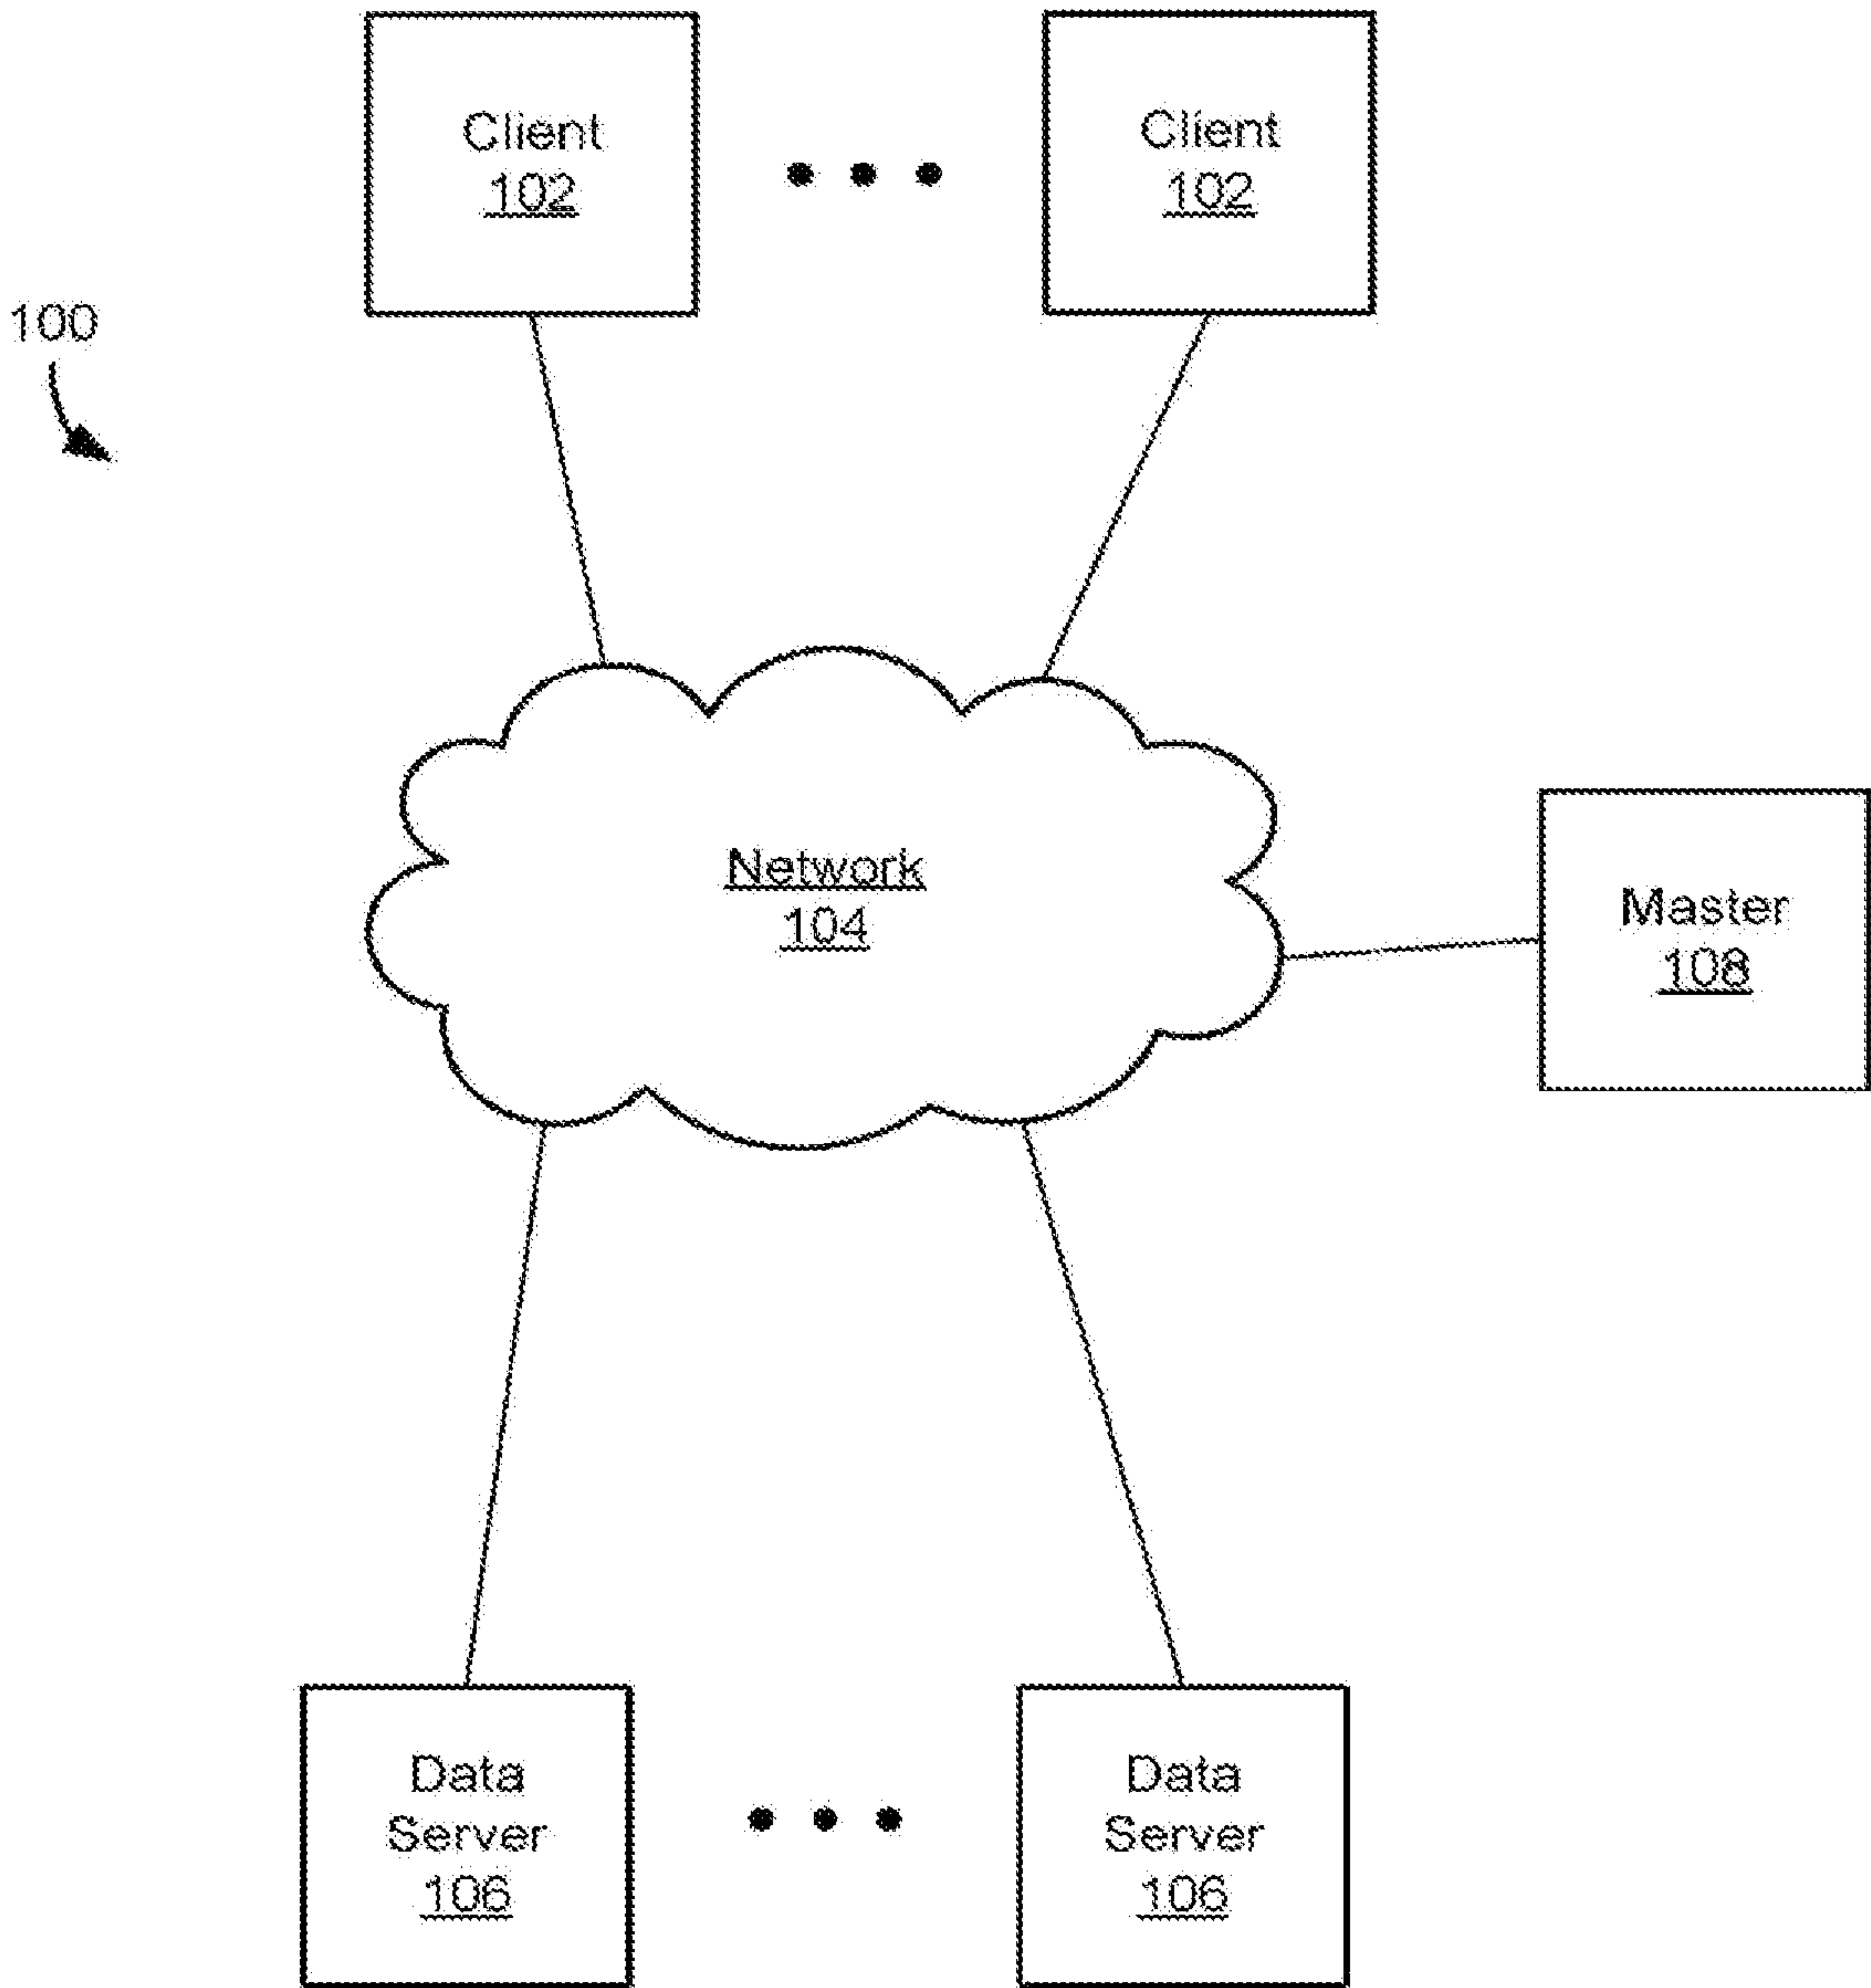 Client
102
Client
102
100
Network
104
Master
108
Data
Server
106
Data
Server
106